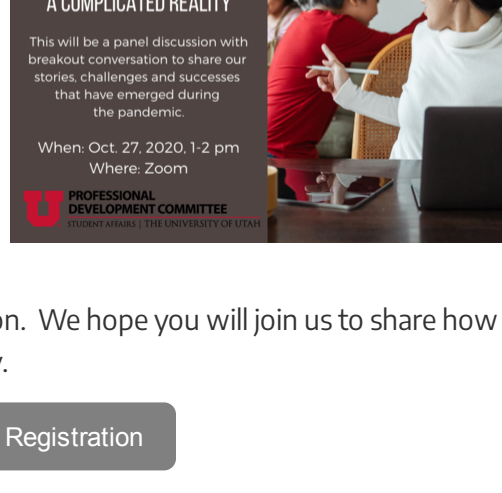 A COMPLICATED REALITY
This will be a panel discussion with
breakout conversation to share our
stories, challenges and successes
that have emerged during
the pandemic.
When: Oct. 27, 2020, 1-2 pm
Where: Zoom
U PROFESSIONAL
DEVELOPMENT COMMITTEE
STUDENT AFFAIRS | THE UNIVERSITY OF UTAH
on. We hope you will join us to share how
.
Registration